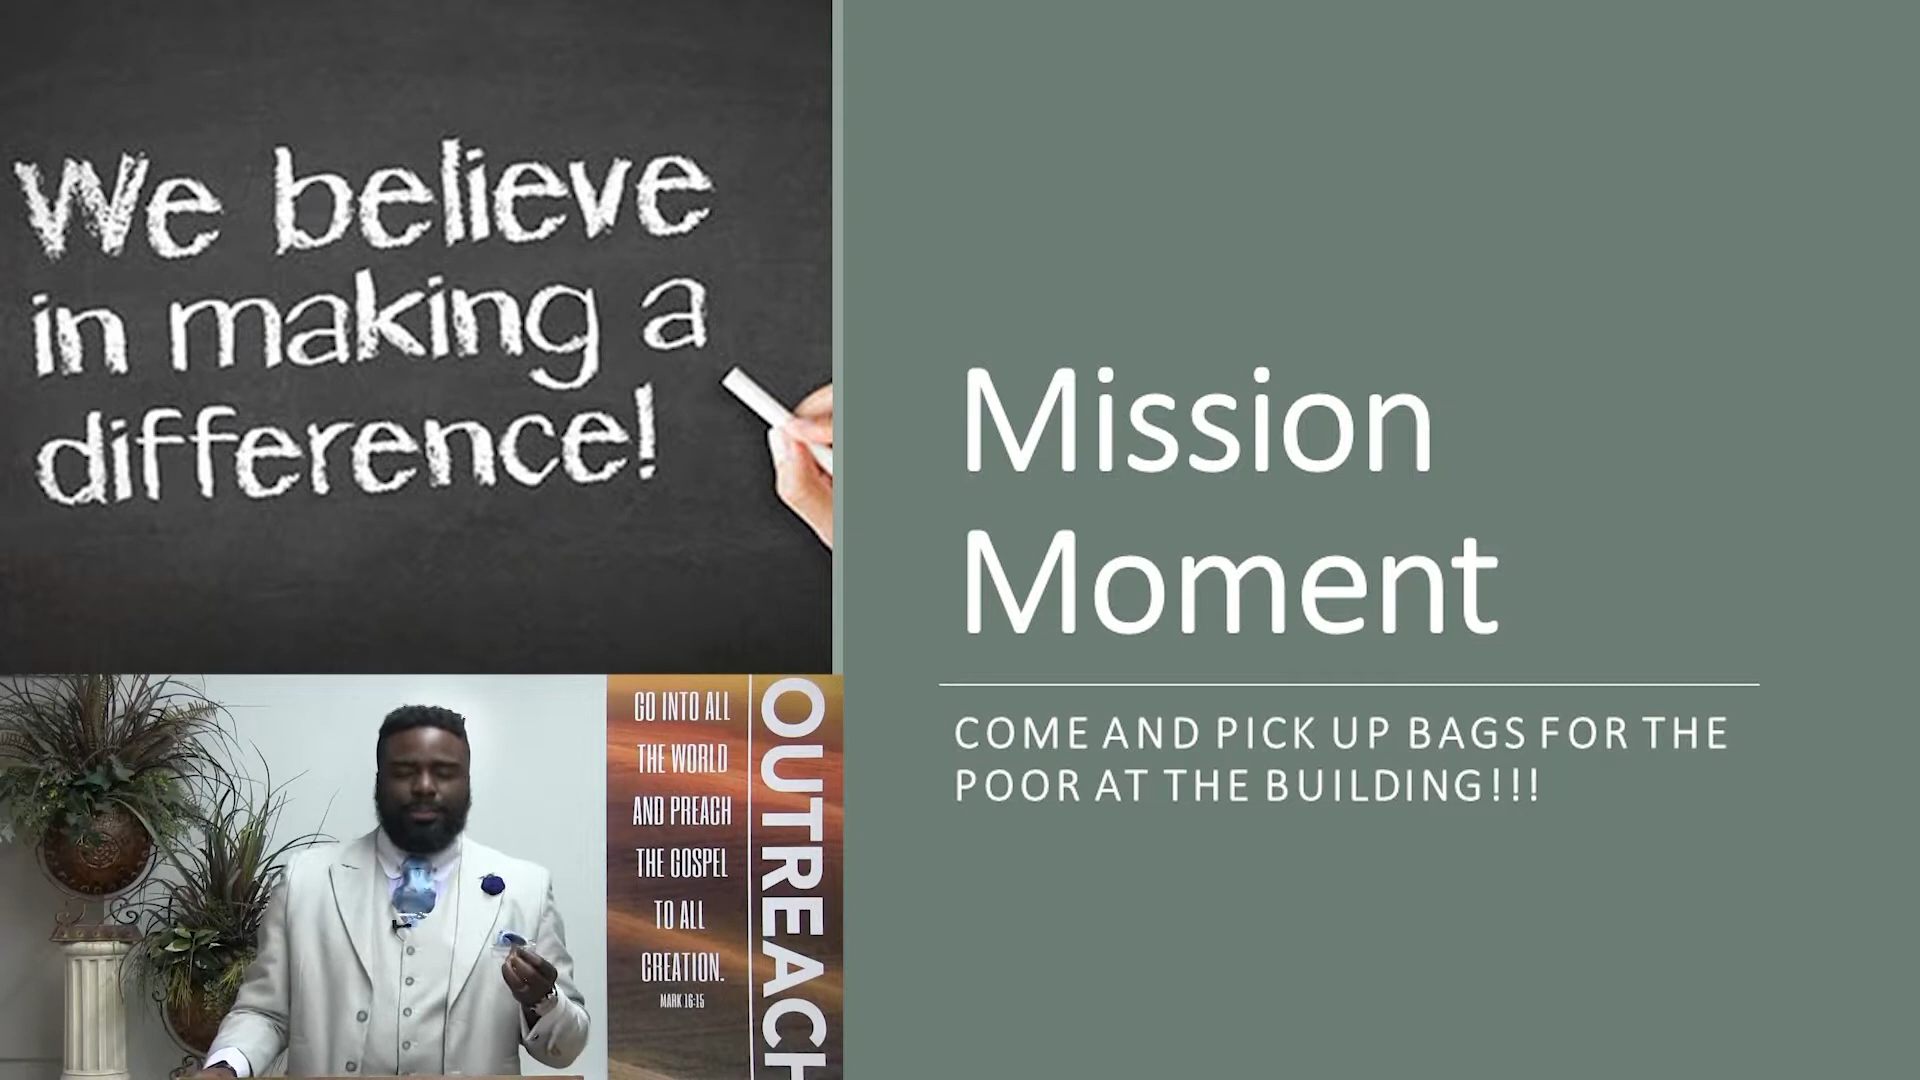 We believe
in making a
difference!
Mission
Moment
COME AND PICK UP BAGS FOR THE
POOR AT THE BUILDING!!!
GO INTO ALL
THE WORLD
AND PREACH
THE GOSPEL
TO ALL
CREATION.
MARK 16:15
OUTREACH